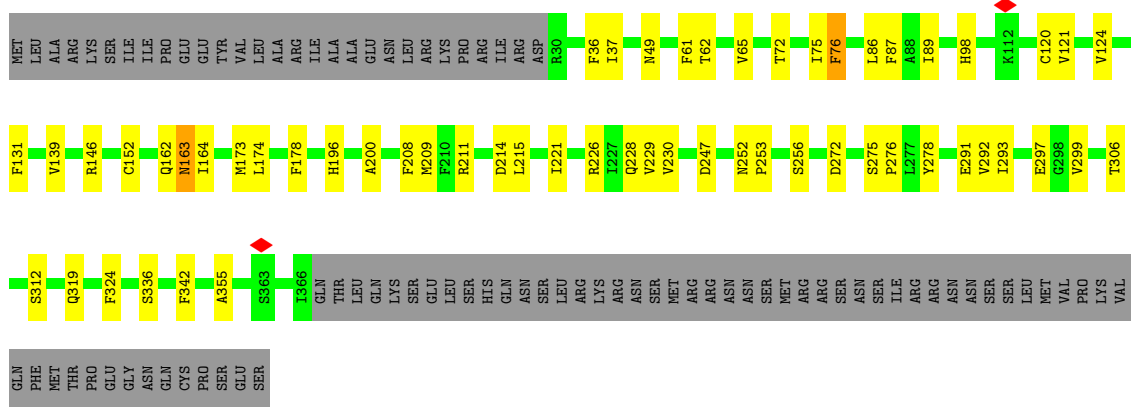 MET LEU ALA ARG LYS SER ILE ILE PRO GLU GLU TYR VAL LEU ALA ARG ILE ALA ALA GLU ASN LEU ARG LYS PRO ARG ILE ARG ASP R30 F36 I37 N49 F61 T62 V65 T72 I75 F76 L86 F87 A88 I89 H98 K112 C120 V121 V124
F131 V139 R146 C152 Q162 N163 I164 M173 L174 F178 H196 A200 F208 M209 F210 R211 D214 L215 I221 R226 I227 Q228 V229 V230 D247 N252 P253 S256 D272 S275 P276 L277 Y278 E291 V292 I293 E297 G298 V299 T306
S312 Q319 F324 S336 F342 A355 S363 I366 GLN THR LEU GLN LYS SER GLU LEU SER HIS GLN ASN SER LEU ARG LYS ARG ASN SER MET ARG ARG ASN ASN SER MET ARG ARG SER ASN SER ILE ARG ARG ASN ASN SER SER LEU MET VAL PRO LYS VAL
GLN PHE MET THR PRO GLU GLY ASN GLN CYS PRO SER GLU SER